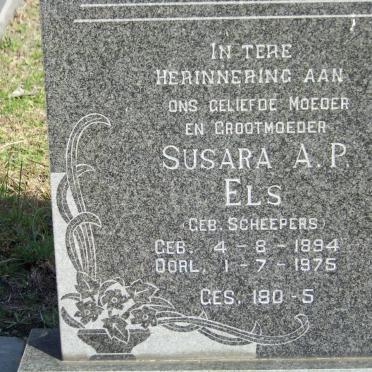 IN TERE
HERINNERING AAN
ONS GELIEFDE MOEDER
EN GROOTMOEDER
SUSARA A.P.
ELS
(GEB. SCHEEPERS)
GEB. 4-8-1894
OORL. 1-7-1975
GES. 180-5